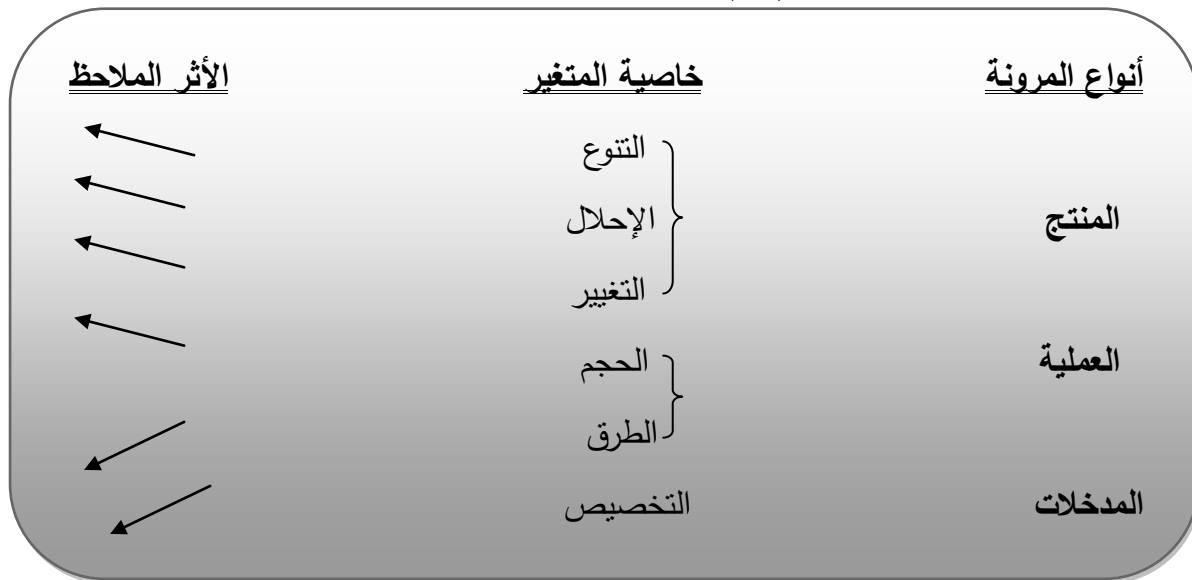 أنواع المرونة خاصية المتغير الأثر الملاحظ
التنوع
المنتج الإحلال
التغيير
العملية الحجم
الطرق
المدخلات التخصيص